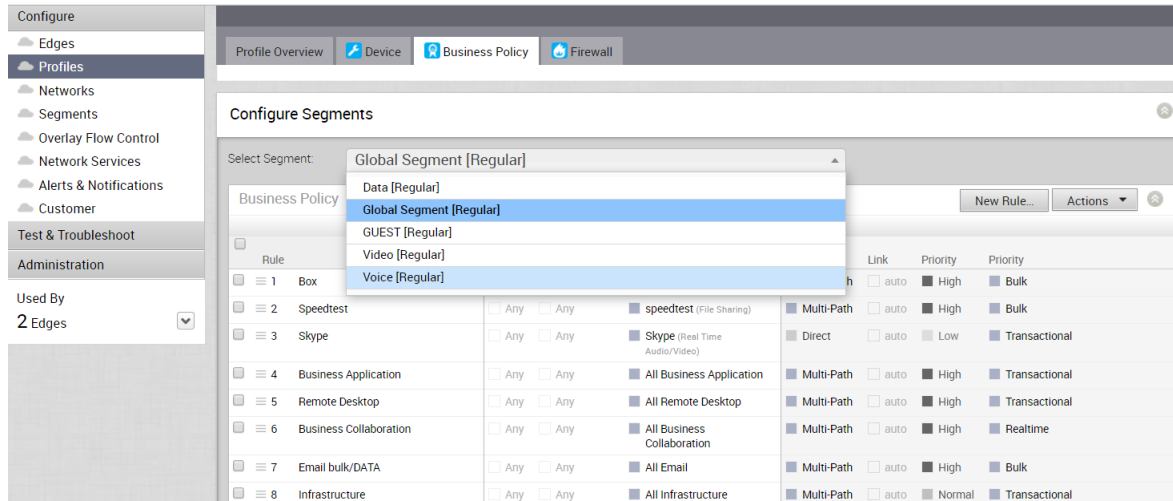 Configure
Edges
Profiles
Networks
Segments
Overlay Flow Control
Network Services
Alerts & Notifications
Customer
Test & Troubleshoot
Administration
Used By
2 Edges
Profile Overview Device Business Policy Firewall
Configure Segments
Select Segment: Global Segment [Regular]
Data [Regular]
Global Segment [Regular]
GUEST [Regular]
Video [Regular]
Voice [Regular]
Business Policy New Rule... Actions
Rule Link Priority Priority
1 Box h auto High Bulk
2 Speedtest Any Any speedtest (File Sharing) Multi-Path auto High Bulk
3 Skype Any Any Skype (Real Time Direct auto Low Transactional
Audio/Video)
4 Business Application Any Any All Business Application Multi-Path auto High Transactional
5 Remote Desktop Any Any All Remote Desktop Multi-Path auto High Transactional
6 Business Collaboration Any Any All Business Multi-Path auto High Realtime
Collaboration
7 Email bulk/DATA Any Any All Email Multi-Path auto High Bulk
8 Infrastructure Any Any All Infrastructure Multi-Path auto Normal Transactional